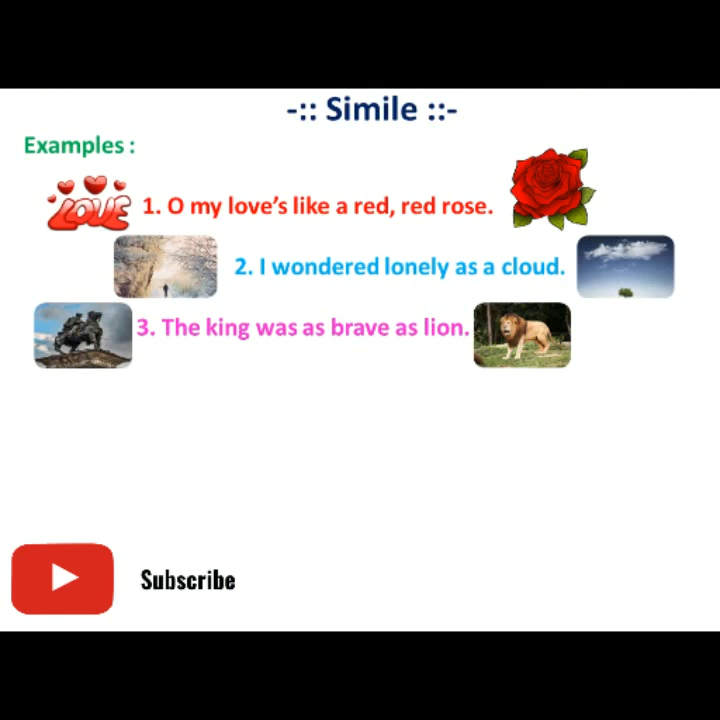 -:: Simile ::-
Examples :
LOVE
1. O my love's like a red, red rose.
2. I wondered lonely as a cloud.
3. The king was as brave as lion.
Subscribe